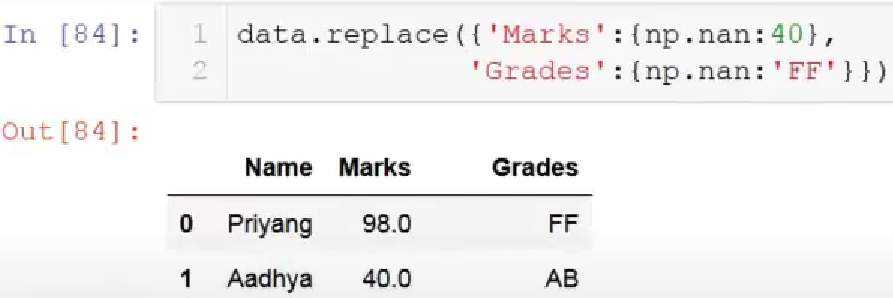 In [84]: 1 data.replace({'Marks':{np.nan:40},
2 'Grades':{np.nan:'FF'}})
Out[84]:
Name Marks Grades
0 Priyang 98.0 FF
1 Aadhya 40.0 AB